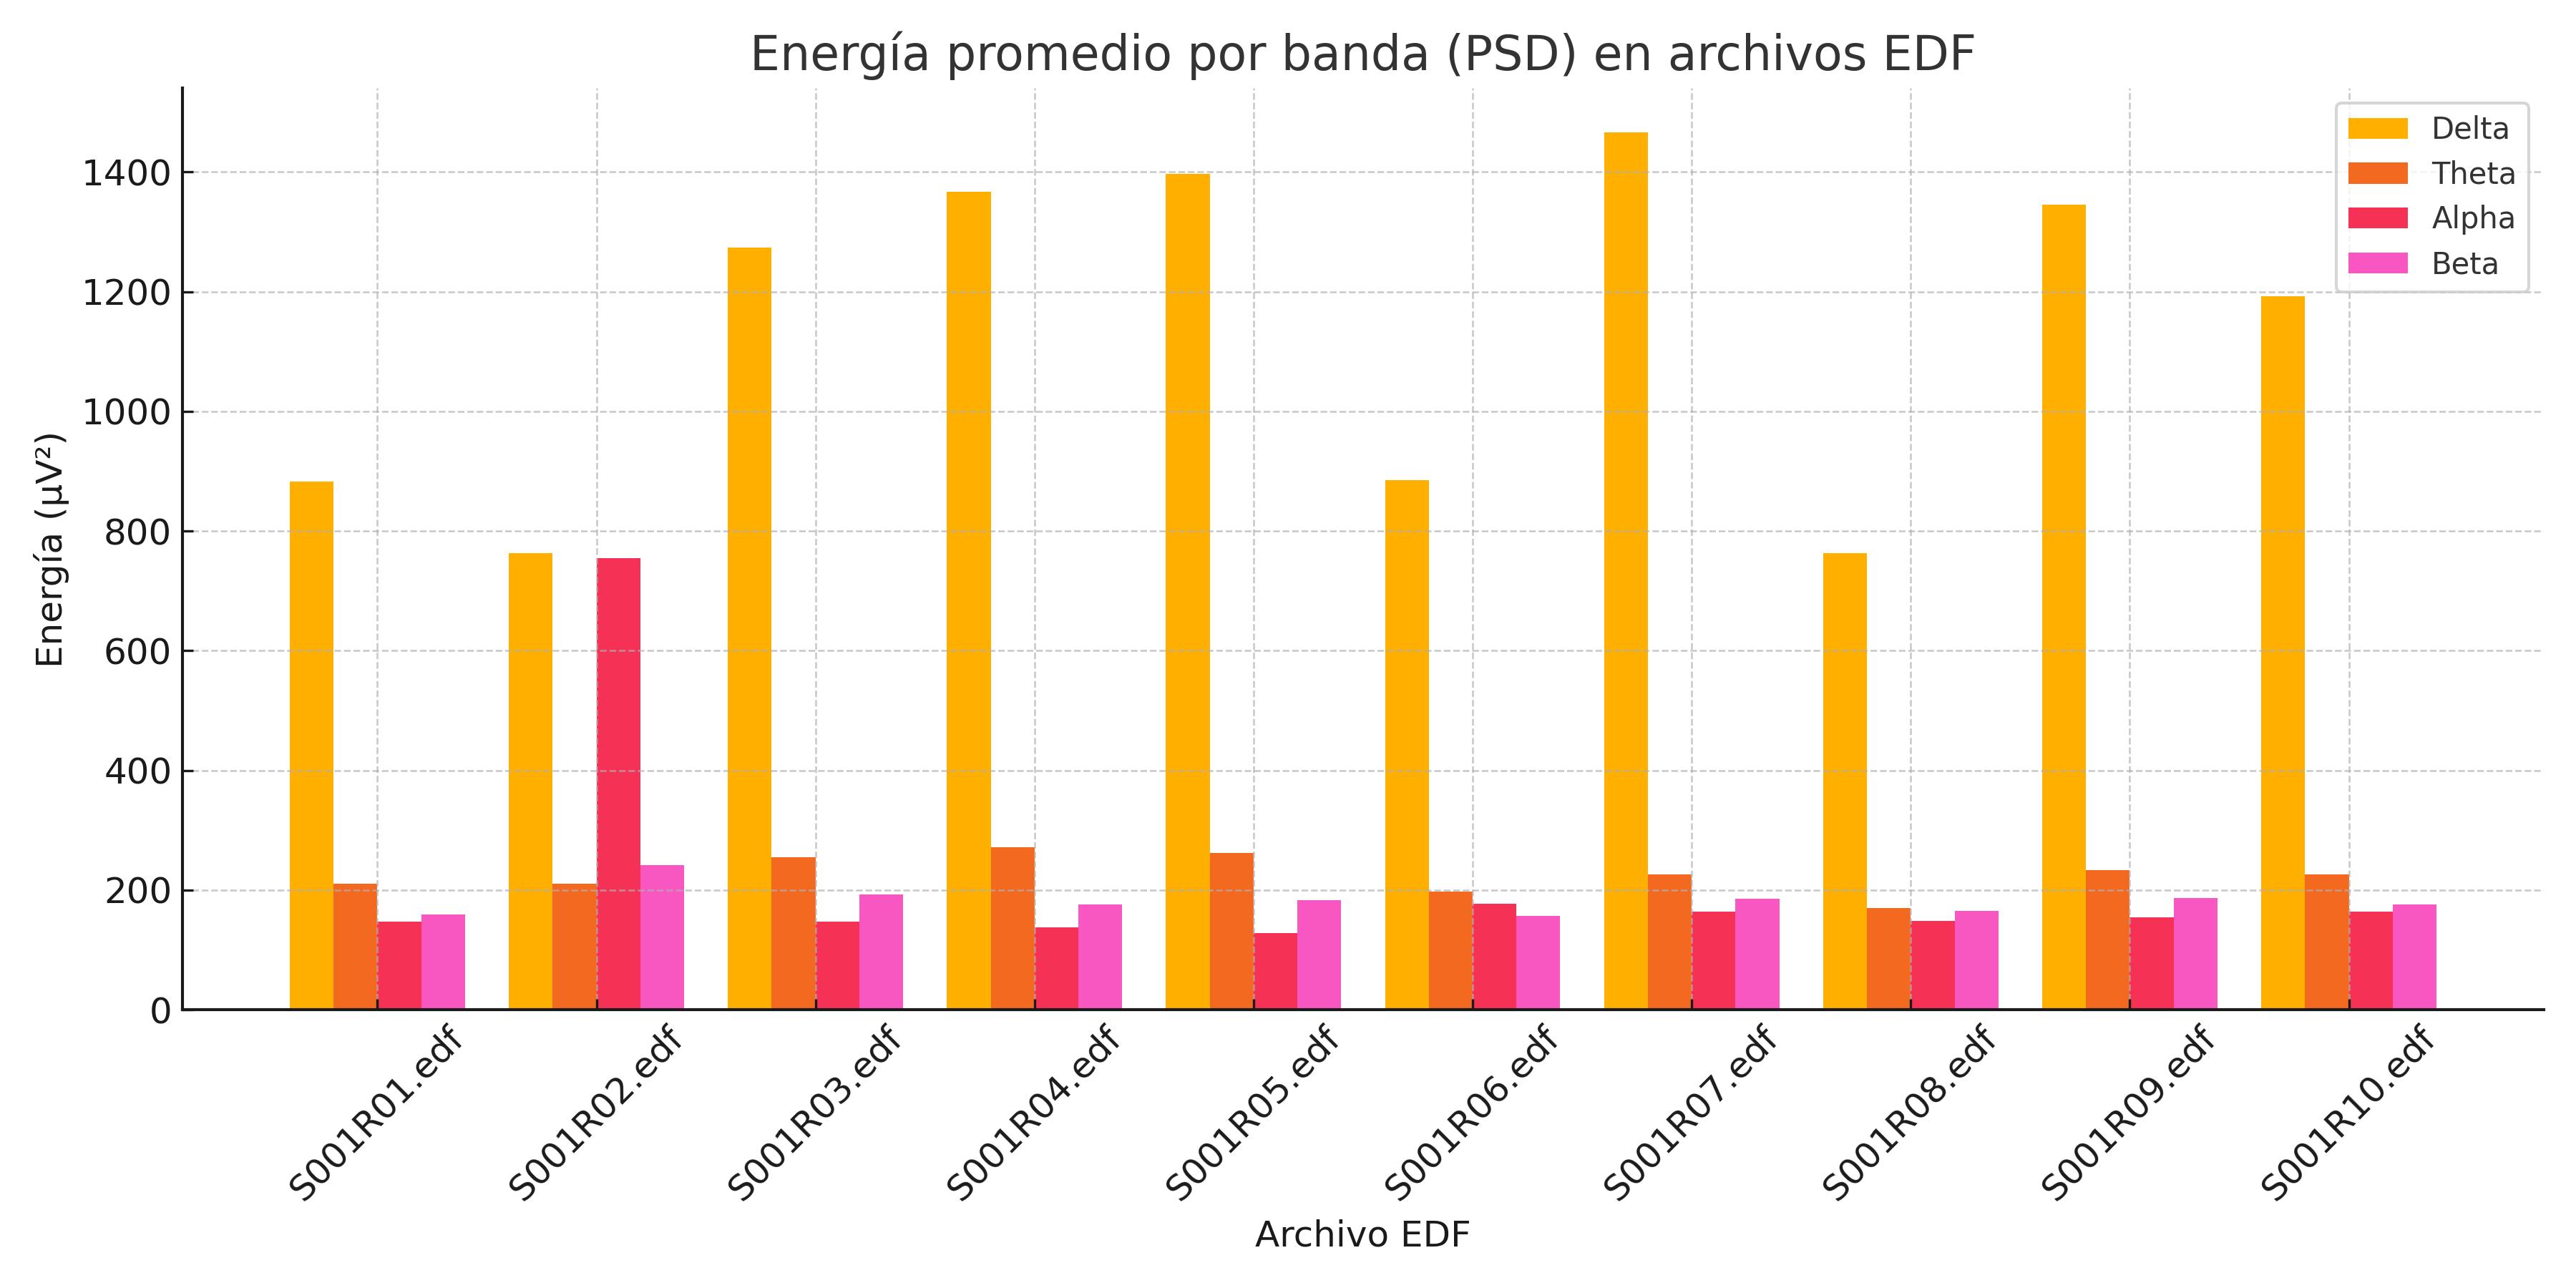 Energía promedio por banda (PSD) en archivos EDF
Delta
Theta
Alpha
Beta
Energía (µV²)
1400
1200
1000
800
600
400
200
0
S001R01.edf
S001R02.edf
S001R03.edf
S001R04.edf
S001R05.edf
S001R06.edf
S001R07.edf
S001R08.edf
S001R09.edf
S001R10.edf
Archivo EDF